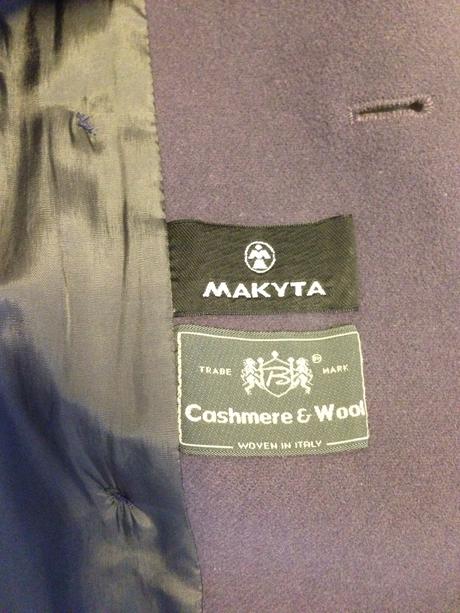 MAKYTA
TRADE B MARK
®
Cashmere & Wool
WOVEN IN ITALY